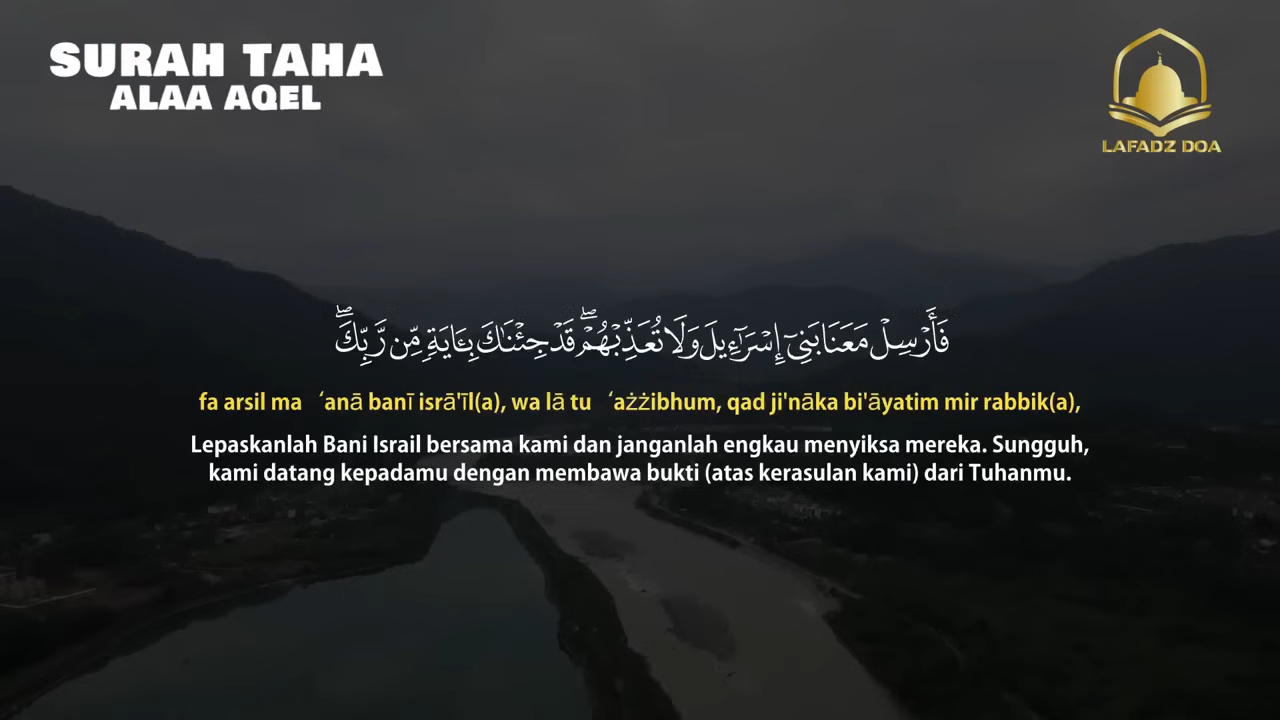 SURAH TAHA
ALAA AQEL
LAFADZ DOA
فَأَرْسِلْ مَعَنَا بَنِىٓ إِسْرَٰٓءِيلَ وَلَا تُعَذِّبْهُمْ ۖ قَدْ جِئْنَـٰكَ بِـَٔايَةٍ مِّن رَّبِّكَ ۖ
fa arsil ma ‘anā banī isrā'īl(a), wa lā tu ‘ażżibhum, qad ji'nāka bi'āyatim mir rabbik(a),
Lepaskanlah Bani Israil bersama kami dan janganlah engkau menyiksa mereka. Sungguh,
kami datang kepadamu dengan membawa bukti (atas kerasulan kami) dari Tuhanmu.